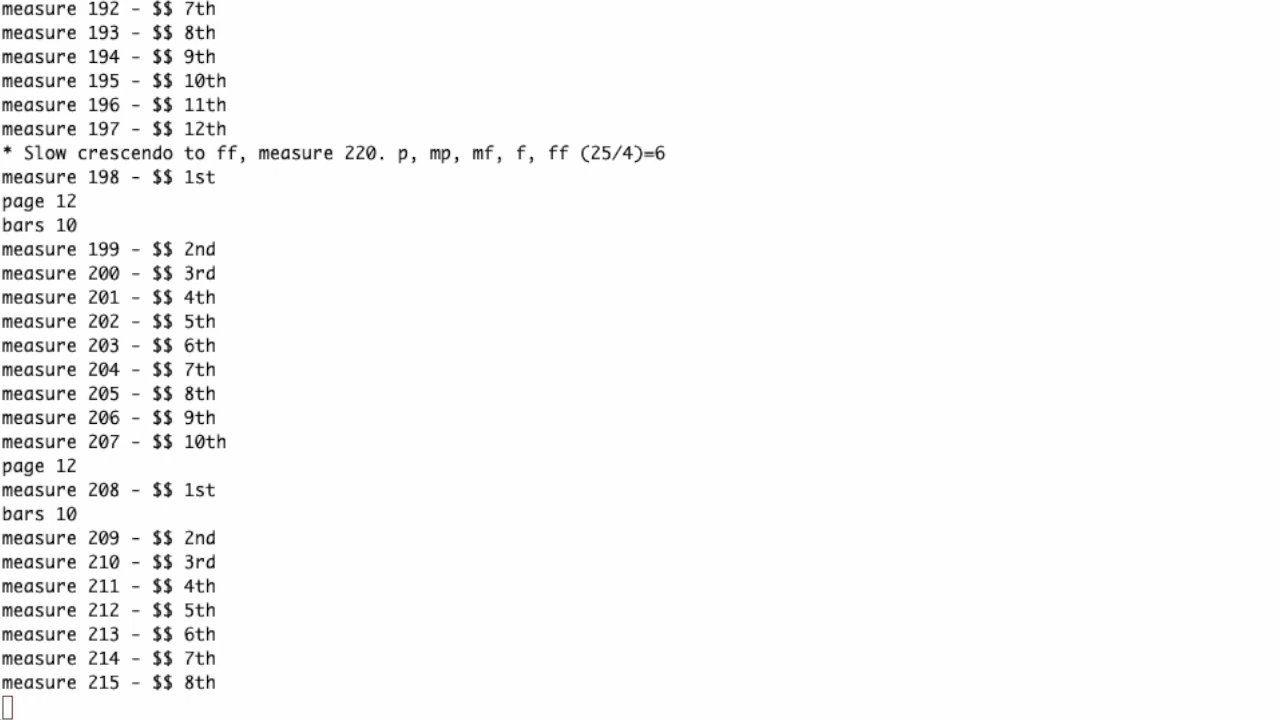 measure 192 - $$ 7th
measure 193 - $$ 8th
measure 194 - $$ 9th
measure 195 - $$ 10th
measure 196 - $$ 11th
measure 197 - $$ 12th
* Slow crescendo to ff, measure 220. p, mp, mf, f, ff (25/4)=6
measure 198 - $$ 1st
page 12
bars 10
measure 199 - $$ 2nd
measure 200 - $$ 3rd
measure 201 - $$ 4th
measure 202 - $$ 5th
measure 203 - $$ 6th
measure 204 - $$ 7th
measure 205 - $$ 8th
measure 206 - $$ 9th
measure 207 - $$ 10th
page 12
measure 208 - $$ 1st
bars 10
measure 209 - $$ 2nd
measure 210 - $$ 3rd
measure 211 - $$ 4th
measure 212 - $$ 5th
measure 213 - $$ 6th
measure 214 - $$ 7th
measure 215 - $$ 8th